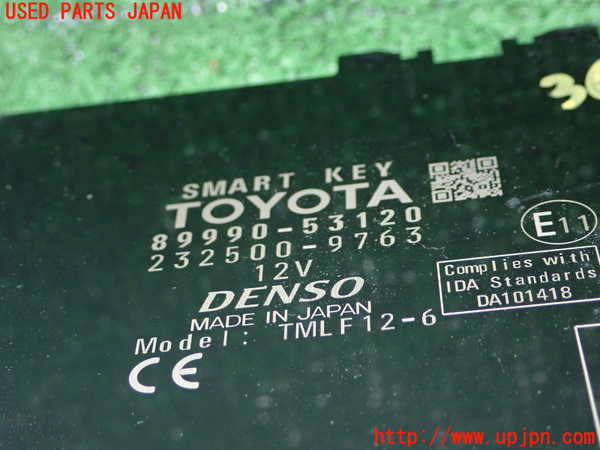 USED PARTS JAPAN
SMART KEY
TOYOTA
89990-53120
232500-9763
12V
DENSO
MADE IN JAPAN
Model: TMLF12-6
CE
E11
Complies with
IDA Standards
DA101418
http://www.upjpn.com/